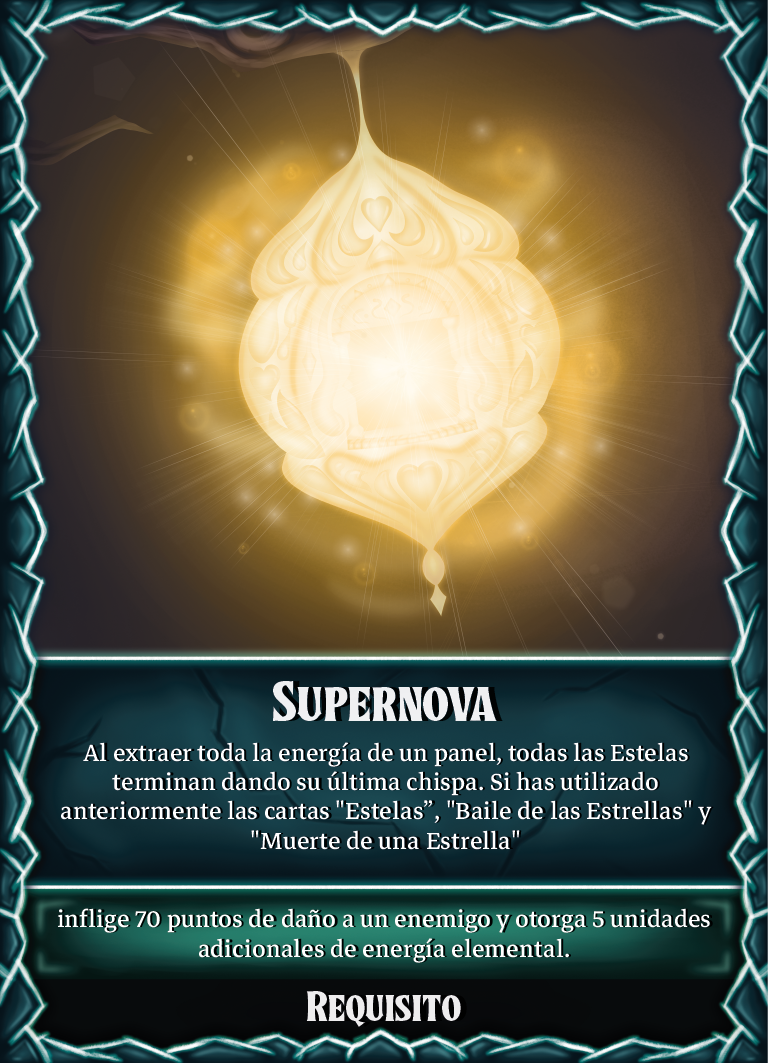 SUPERNOVA
Al extraer toda la energía de un panel, todas las Estelas
terminan dando su última chispa. Si has utilizado
anteriormente las cartas "Estelas”, "Baile de las Estrellas" y
"Muerte de una Estrella"
inflige 70 puntos de daño a un enemigo y otorga 5 unidades
adicionales de energía elemental.
REQUISITO